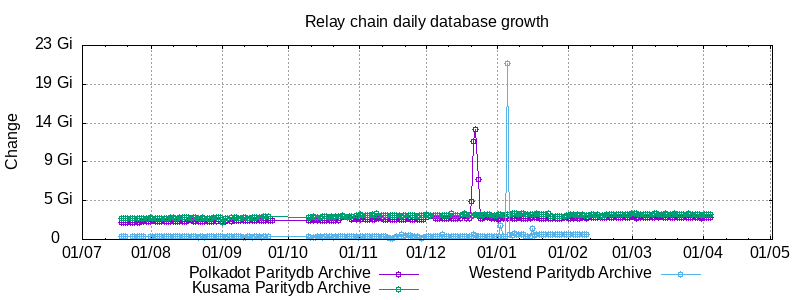 Relay chain daily database growth
23 Gi
19 Gi
14 Gi
9 Gi
5 Gi
0
Change
01/07 01/08 01/09 01/10 01/11 01/12 01/01 01/02 01/03 01/04 01/05
Polkadot Paritydb Archive Westend Paritydb Archive
Kusama Paritydb Archive